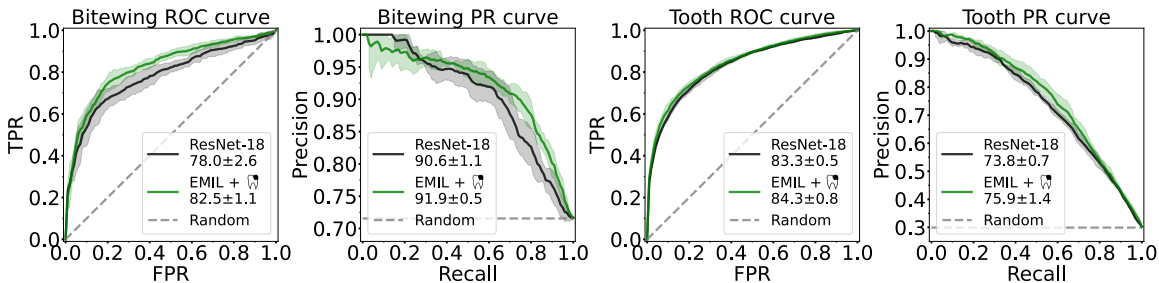 Bitewing ROC curve
1.0
0.8
0.6
0.4
0.2
0.0
TPR
0.0 0.2 0.4 0.6 0.8 1.0
FPR
ResNet-18
78.0±2.6
EMIL +
82.5±1.1
Random
Bitewing PR curve
1.00
0.95
0.90
0.85
0.80
0.75
0.70
Precision
0.0 0.2 0.4 0.6 0.8 1.0
Recall
ResNet-18
90.6±1.1
EMIL +
91.9±0.5
Random
Tooth ROC curve
1.0
0.8
0.6
0.4
0.2
0.0
TPR
0.0 0.2 0.4 0.6 0.8 1.0
FPR
ResNet-18
83.3±0.5
EMIL +
84.3±0.8
Random
Tooth PR curve
1.0
0.9
0.8
0.7
0.6
0.5
0.4
0.3
Precision
0.0 0.2 0.4 0.6 0.8 1.0
Recall
ResNet-18
73.8±0.7
EMIL +
75.9±1.4
Random